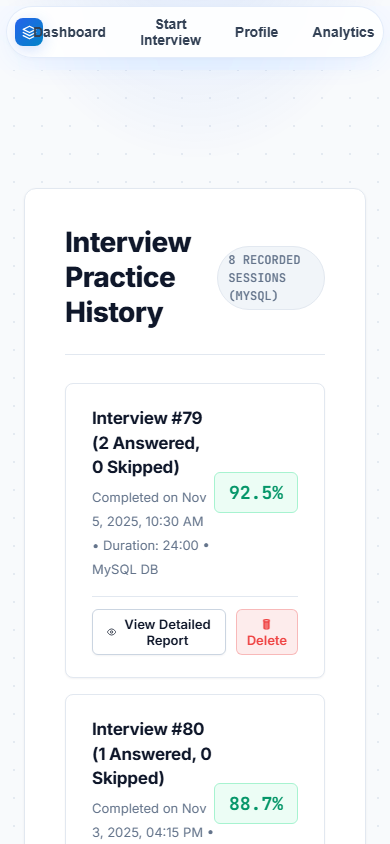 Dashboard
Start
Interview
Profile
Analytics
Interview
Practice
History
8 RECORDED
SESSIONS
(MYSQL)
Interview #79
(2 Answered,
0 Skipped)
Completed on Nov
5, 2025, 10:30 AM
• Duration: 24:00 •
MySQL DB
92.5%
View Detailed
Report
Delete
Interview #80
(1 Answered, 0
Skipped)
Completed on Nov
3, 2025, 04:15 PM •
88.7%